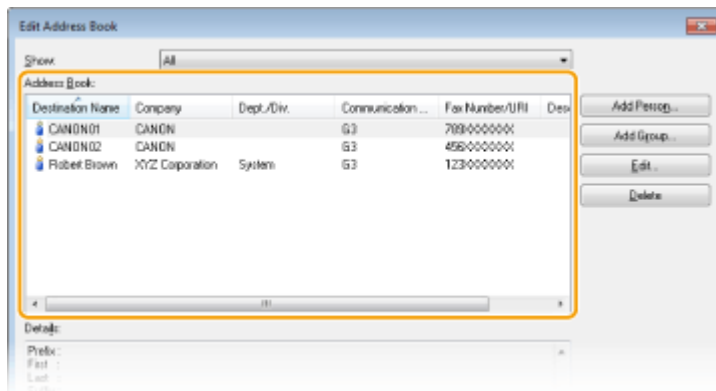 Edit Address Book
Show: All
Address Book:
Destination Name Company Dept./Div. Communication ... Fax Number/URI Des
CANON01 CANON G3 789XXXXXXX
CANON02 CANON G3 456XXXXXXX
Robert Brown XYZ Corporation System G3 123XXXXXXX
Add Person...
Add Group...
Edit...
Delete
Details:
Prefix :
First :
Last :